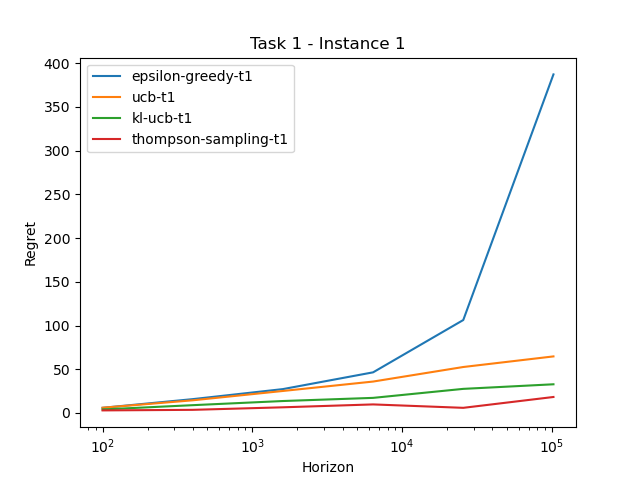 Task 1 - Instance 1
400
350
300
250
200
150
100
50
0
Regret
epsilon-greedy-t1
ucb-t1
kl-ucb-t1
thompson-sampling-t1
10²
10³
10⁴
10⁵
Horizon